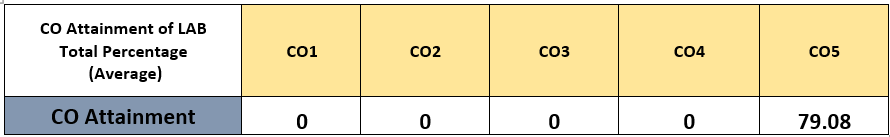 CO Attainment of LAB
Total Percentage
(Average)
CO1 CO2 CO3 CO4 CO5
CO Attainment 0 0 0 0 79.08